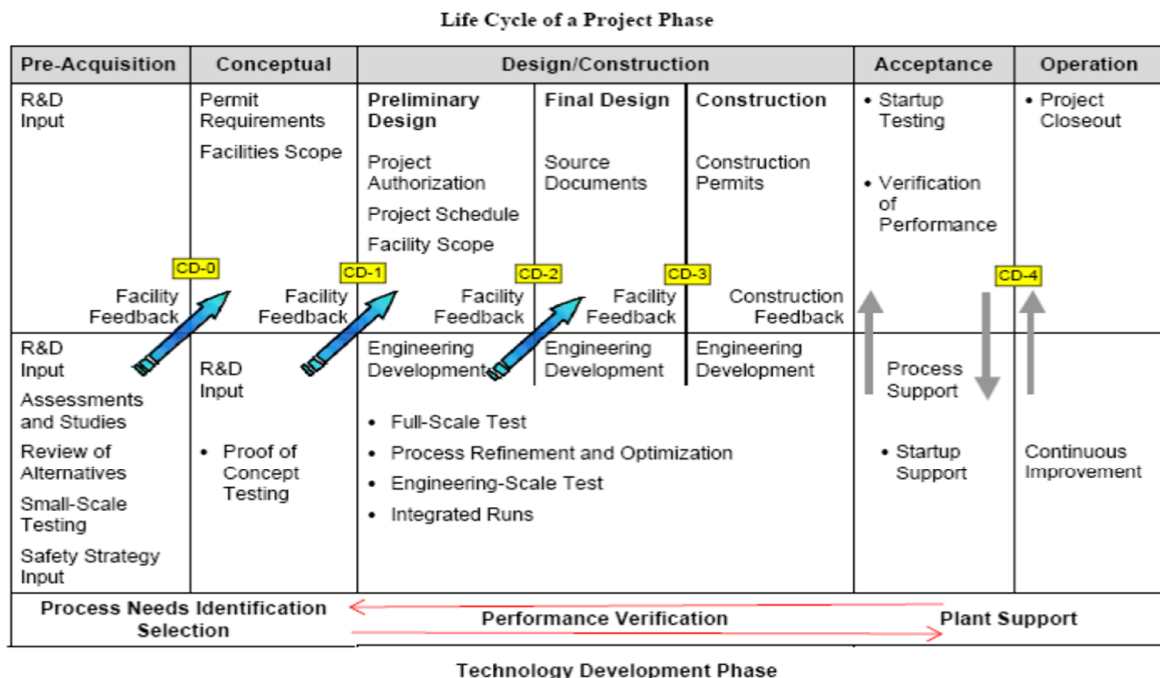 Life Cycle of a Project Phase
Pre-Acquisition
Conceptual
Design/Construction
Acceptance
Operation
R&D
Input
Permit
Requirements
Facilities Scope
Preliminary
Design
Project
Authorization
Project Schedule
Facility Scope
Final Design
Source
Documents
Construction
Construction
Permits
• Startup
Testing
• Verification
of
Performance
• Project
Closeout
CD-0
CD-1
CD-2
CD-3
CD-4
Facility
Feedback
Facility
Feedback
Facility
Feedback
Facility
Feedback
Construction
Feedback
R&D
Input
Assessments
and Studies
Review of
Alternatives
Small-Scale
Testing
Safety Strategy
Input
R&D
Input
• Proof of
Concept
Testing
Engineering
Development
Engineering
Development
Engineering
Development
• Full-Scale Test
• Process Refinement and Optimization
• Engineering-Scale Test
• Integrated Runs
Process
Support
• Startup
Support
Continuous
Improvement
Process Needs Identification
Selection
Performance Verification
Plant Support
Technology Development Phase